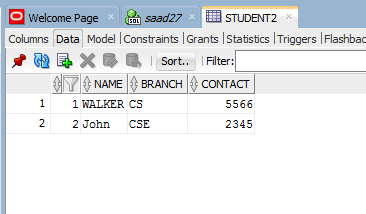 Welcome Page × saad27 × STUDENT2 ×
Columns Data Model Constraints Grants Statistics Triggers Flashbac
Sort.. Filter:
NAME BRANCH CONTACT
1 1 WALKER CS 5566
2 2 John CSE 2345